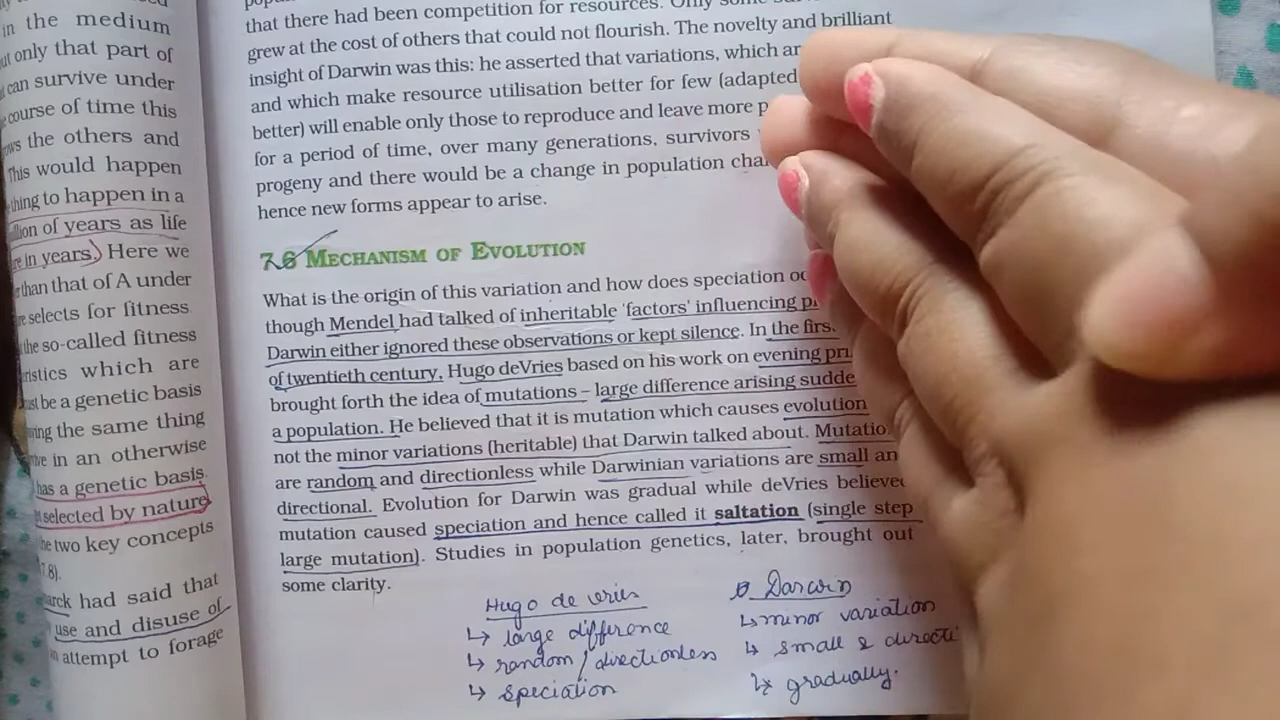 in the medium
only that part of
can survive under
course of time this
the others and
This would happen
thing to happen in a
of years as life
in years.) Here we
than that of A under
selects for fitness.
the so-called fitness
which are
be a genetic basis
the same thing
in an otherwise
has a genetic basis
selected by nature
two key concepts
7.8).
had said that
use and disuse of
attempt to forage
that there had been competition for resources. Only some
grew at the cost of others that could not flourish. The novelty and brilliant
insight of Darwin was this: he asserted that variations, which
and which make resource utilisation better for few (adapted
better) will enable only those to reproduce and leave more
for a period of time, over many generations, survivors
progeny and there would be a change in population
hence new forms appear to arise.
7.6 MECHANISM OF EVOLUTION
What is the origin of this variation and how does speciation
though Mendel had talked of inheritable 'factors' influencing
Darwin either ignored these observations or kept silence. In the
of twentieth century, Hugo deVries based on his work on evening
brought forth the idea of mutations – large difference arising
a population. He believed that it is mutation which causes evolution
not the minor variations (heritable) that Darwin talked about.
are random and directionless while Darwinian variations are small
directional. Evolution for Darwin was gradual while deVries
mutation caused speciation and hence called it saltation (single step
large mutation). Studies in population genetics, later, brought out
some clarity.
Hugo de vries Darwin
↳ large difference ↳ minor variation
↳ random / directionless ↳ small &
↳ speciation ↳ gradually.